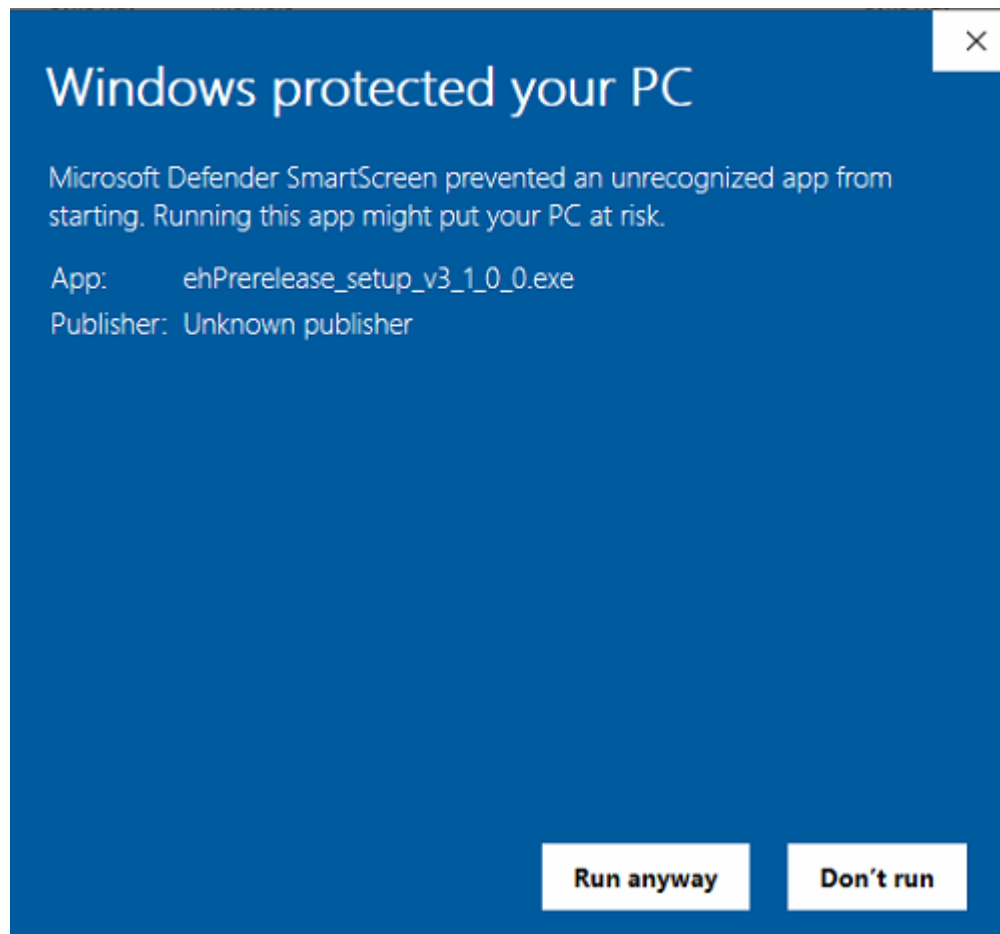 Windows protected your PC
Microsoft Defender SmartScreen prevented an unrecognized app from
starting. Running this app might put your PC at risk.
App: ehPrerelease_setup_v3_1_0_0.exe
Publisher: Unknown publisher
Run anyway Don't run